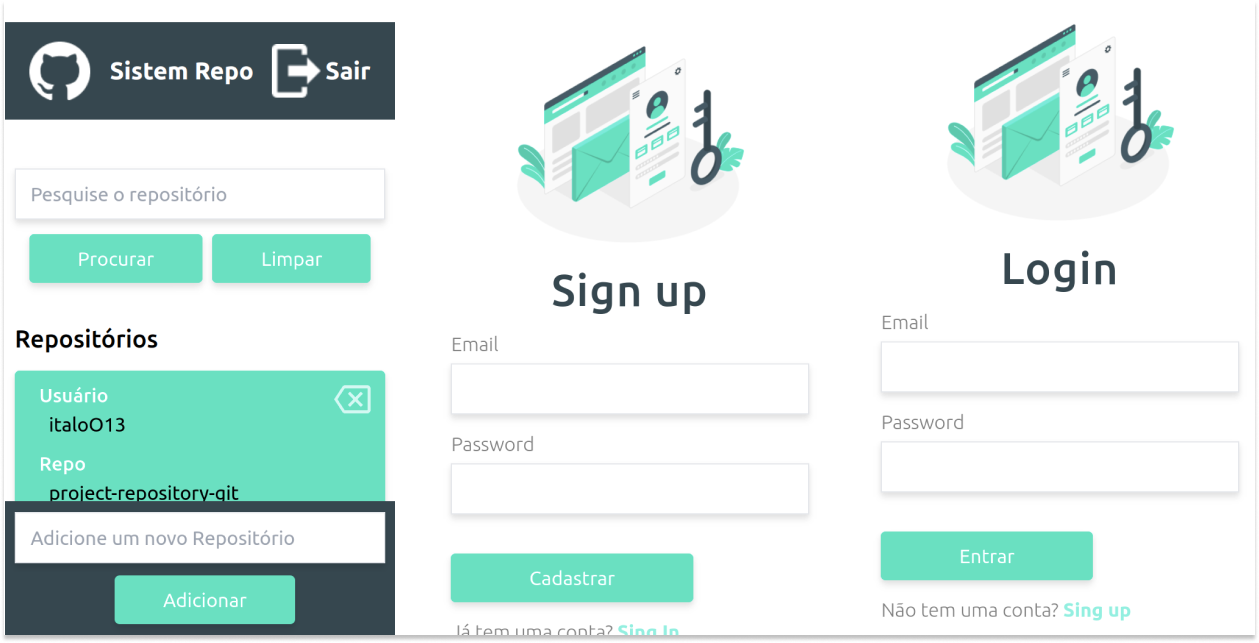 Sistem Repo
Sair
Pesquise o repositório
Procurar
Limpar
Repositórios
Usuário
italoO13
Repo
project-repository-git
Adicione um novo Repositório
Adicionar
Sign up
Email
Password
Cadastrar
Já tem uma conta? Sing In
Login
Email
Password
Entrar
Não tem uma conta? Sing up